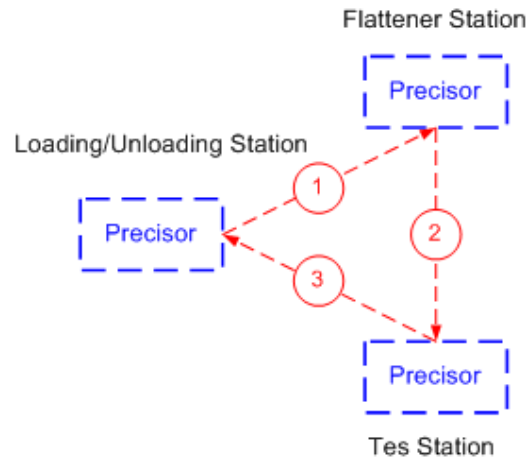 Flattener Station
Precisor
Loading/Unloading Station
1
Precisor
2
3
Precisor
Tes Station